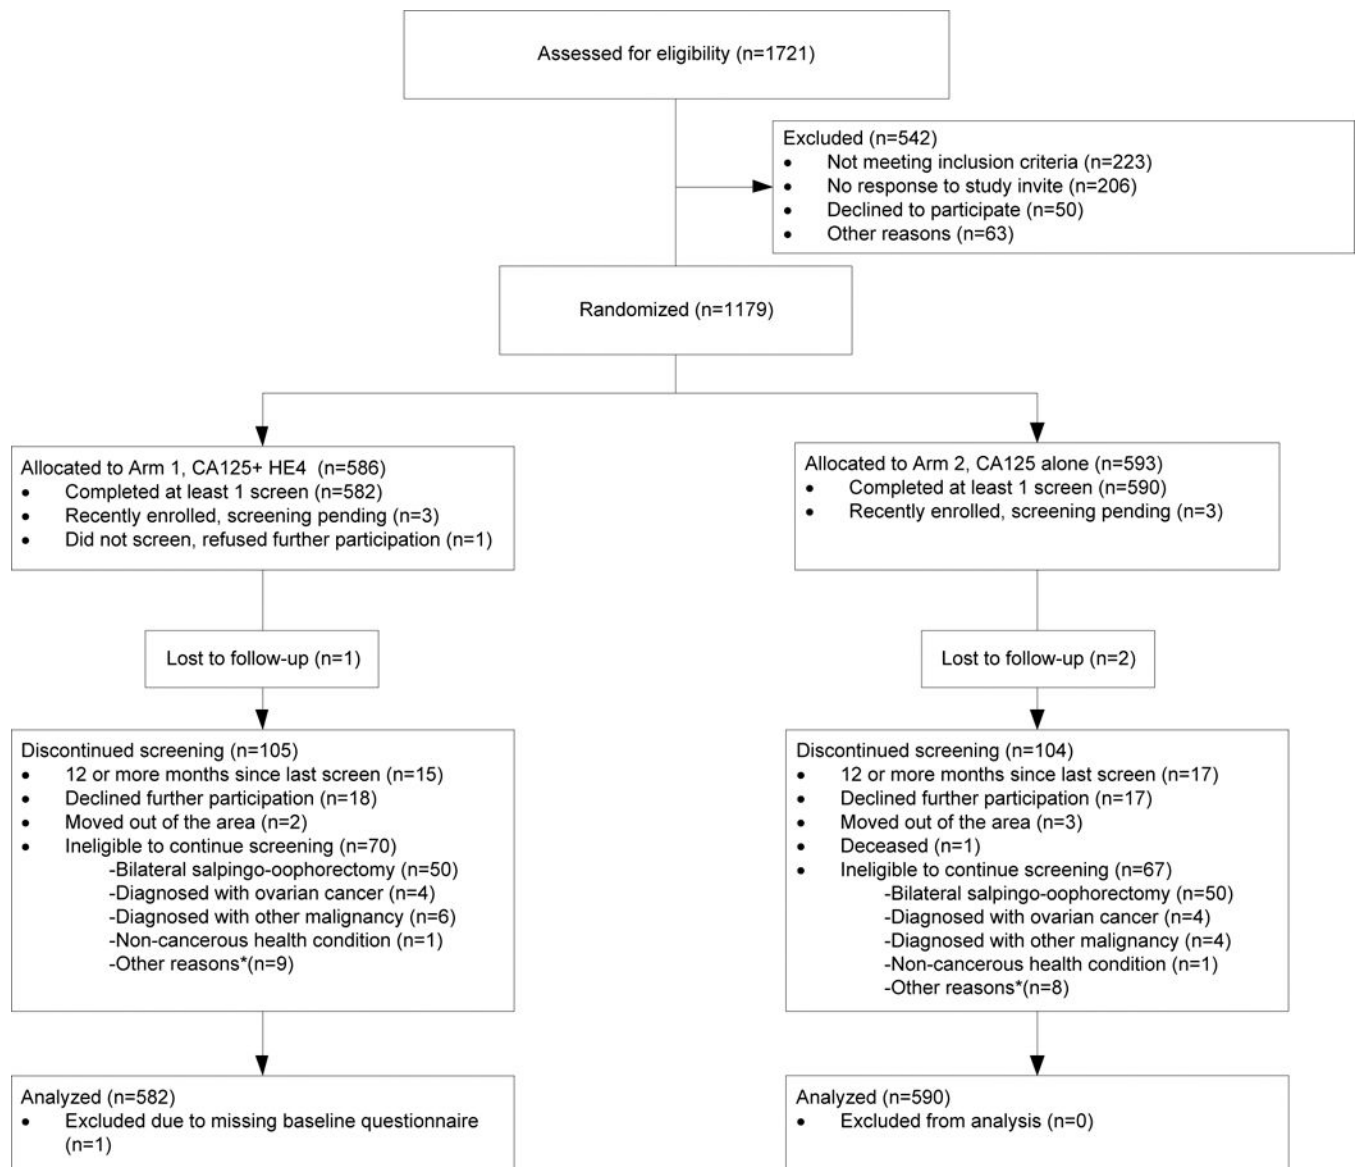 Assessed for eligibility (n=1721)
Excluded (n=542)
• Not meeting inclusion criteria (n=223)
• No response to study invite (n=206)
• Declined to participate (n=50)
• Other reasons (n=63)
Randomized (n=1179)
Allocated to Arm 1, CA125+ HE4 (n=586)
• Completed at least 1 screen (n=582)
• Recently enrolled, screening pending (n=3)
• Did not screen, refused further participation (n=1)
Allocated to Arm 2, CA125 alone (n=593)
• Completed at least 1 screen (n=590)
• Recently enrolled, screening pending (n=3)
Lost to follow-up (n=1)
Lost to follow-up (n=2)
Discontinued screening (n=105)
• 12 or more months since last screen (n=15)
• Declined further participation (n=18)
• Moved out of the area (n=2)
• Ineligible to continue screening (n=70)
-Bilateral salpingo-oophorectomy (n=50)
-Diagnosed with ovarian cancer (n=4)
-Diagnosed with other malignancy (n=6)
-Non-cancerous health condition (n=1)
-Other reasons*(n=9)
Discontinued screening (n=104)
• 12 or more months since last screen (n=17)
• Declined further participation (n=17)
• Moved out of the area (n=3)
• Deceased (n=1)
• Ineligible to continue screening (n=67)
-Bilateral salpingo-oophorectomy (n=50)
-Diagnosed with ovarian cancer (n=4)
-Diagnosed with other malignancy (n=4)
-Non-cancerous health condition (n=1)
-Other reasons*(n=8)
Analyzed (n=582)
• Excluded due to missing baseline questionnaire
(n=1)
Analyzed (n=590)
• Excluded from analysis (n=0)